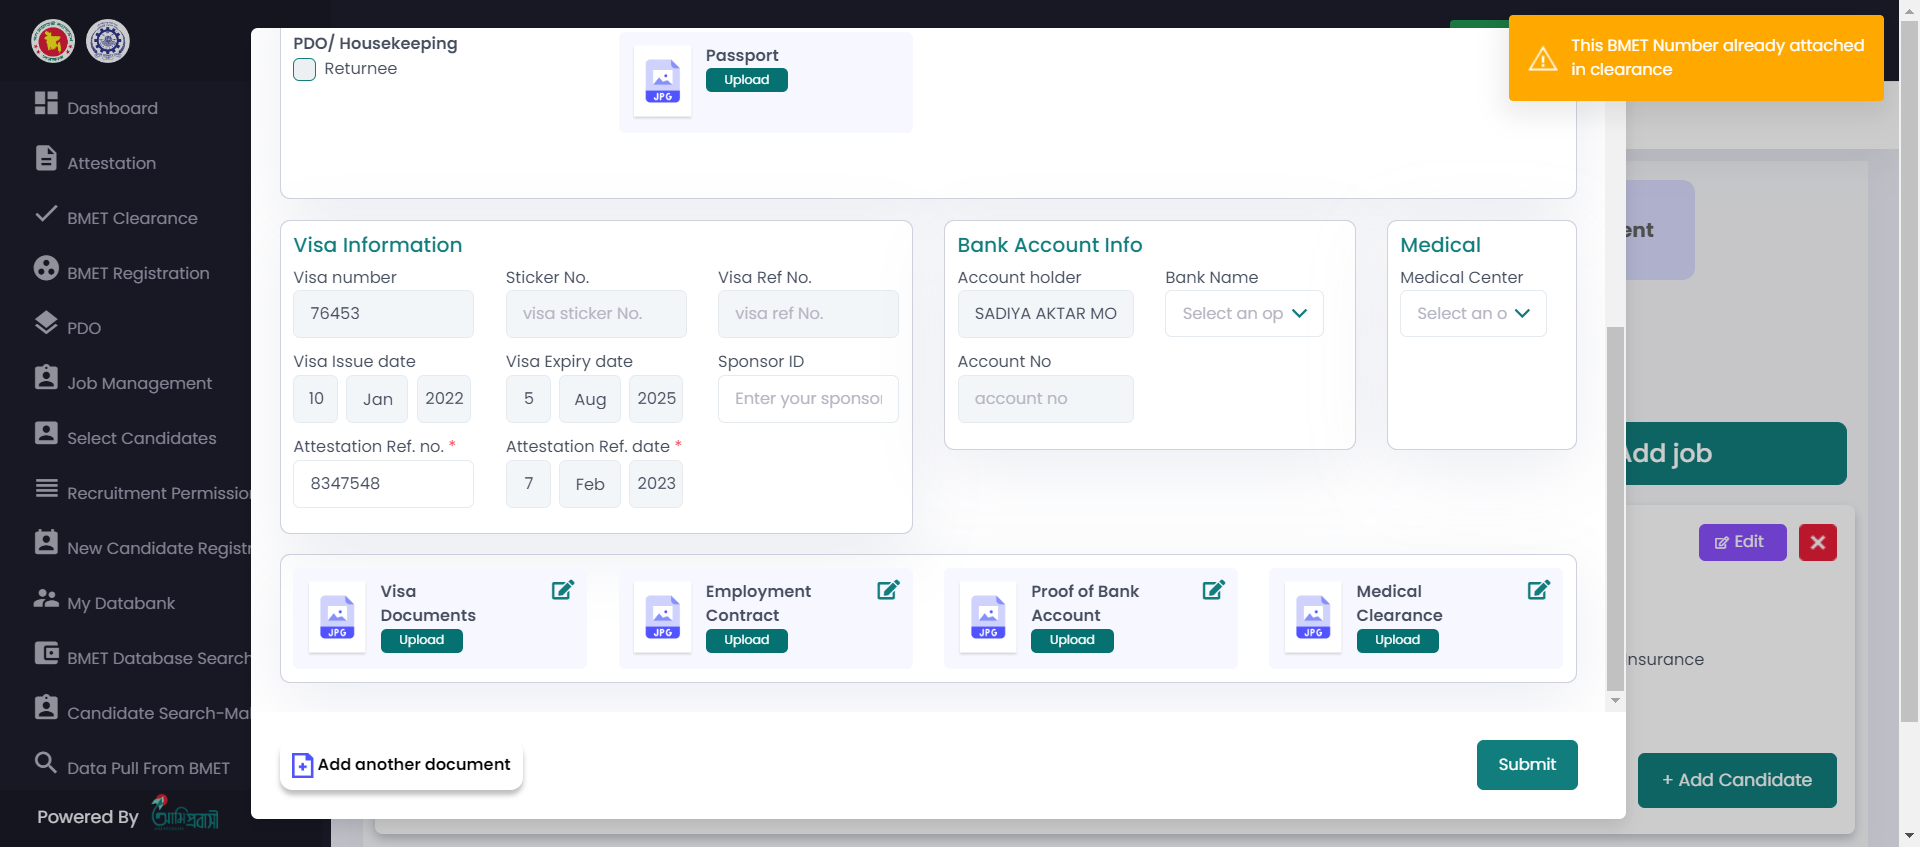 This BMET Number already attached
in clearance
Dashboard
Attestation
BMET Clearance
BMET Registration
PDO
Job Management
Select Candidates
Recruitment Permission
New Candidate Registr
My Databank
BMET Database Search
Candidate Search-Ma
Data Pull From BMET
Powered By
আমি প্রবাসী
PDO/ Housekeeping
Returnee
JPG
Passport
Upload
Visa Information
Visa number
Sticker No.
Visa Ref No.
76453
visa sticker No.
visa ref No.
Visa Issue date
Visa Expiry date
Sponsor ID
10 Jan 2022
5 Aug 2025
Enter your sponsor
Attestation Ref. no. *
Attestation Ref. date *
8347548
7 Feb 2023
Bank Account Info
Account holder
Bank Name
SADIYA AKTAR MO
Select an op
Account No
account no
Medical
Medical Center
Select an o
JPG
Visa
Documents
Upload
JPG
Employment
Contract
Upload
JPG
Proof of Bank
Account
Upload
JPG
Medical
Clearance
Upload
Add another document
Submit
ent
Add job
Edit
nsurance
+ Add Candidate